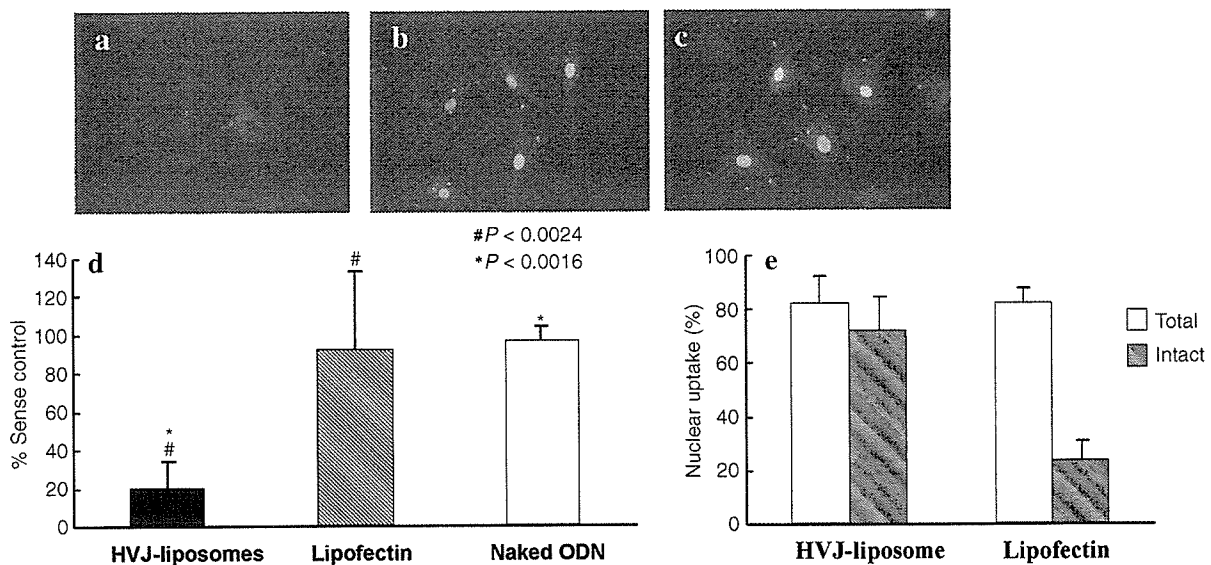 a
b
c
#P < 0.0024
*P < 0.0016
d
% Sense control
140
120
100
80
60
40
20
0
*
#
#
*
HVJ-liposomes
Lipofectin
Naked ODN
e
Nuclear uptake (%)
100
80
60
40
20
0
Total
Intact
HVJ-liposome
Lipofectin